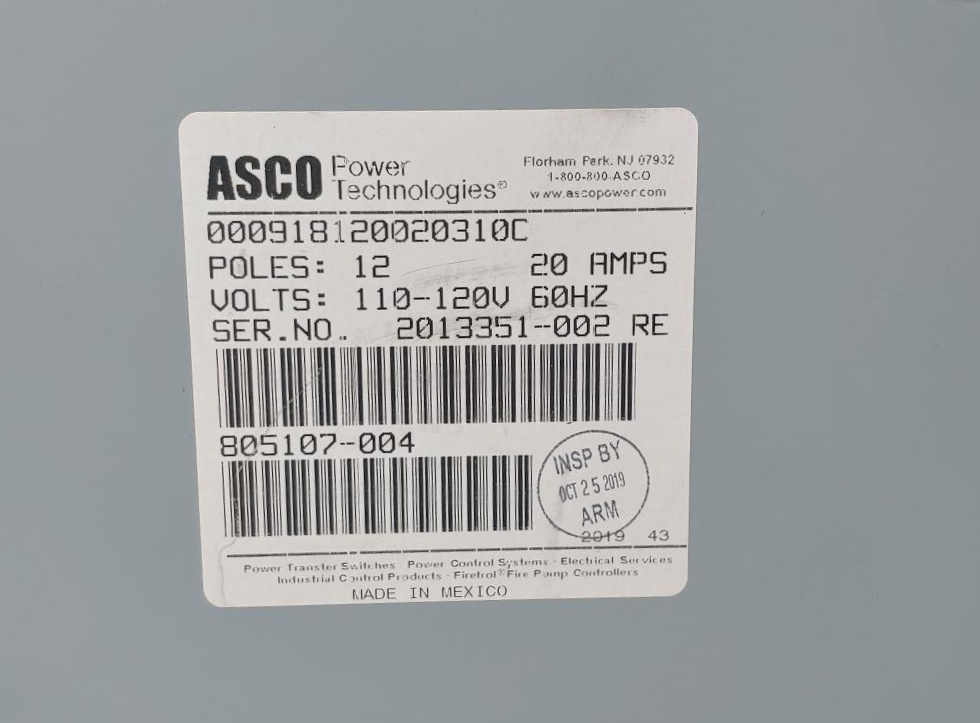 ASCO Power Technologies®
Florham Park, NJ 07932
1-800-800-ASCO
www.ascopower.com
000918120020310C
POLES: 12 20 AMPS
VOLTS: 110-120V 60HZ
SER.NO. 2013351-002 RE
805107-004
INSP BY
OCT 25 2019
ARM
2019 43
Power Transfer Switches · Power Control Systems · Electrical Services
Industrial Control Products · Firetrol® Fire Pump Controllers
MADE IN MEXICO